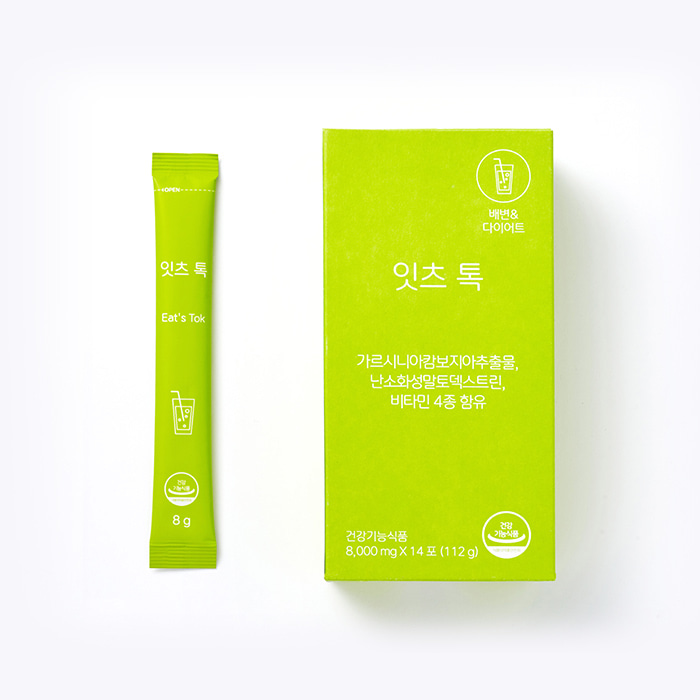 OPEN
잇츠 톡
Eat's Tok
건강
기능식품
8 g
배변&
다이어트
잇츠 톡
가르시니아캄보지아추출물,
난소화성말토덱스트린,
비타민 4종 함유
건강기능식품
8,000 mg X 14 포 (112 g)
건강
기능식품